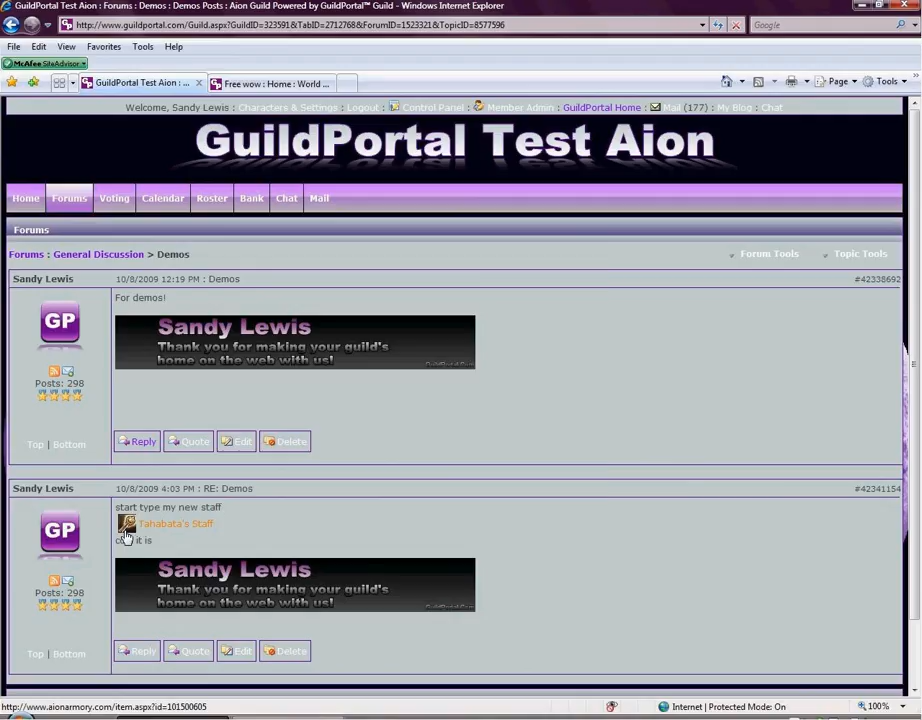 GuildPortal Test Aion : Forums : Demo : Demos Posts : Aion Guild Powered by GuildPortal™ Guild - Windows Internet Explorer
http://www.guildportal.com/Guild.aspx?GuildID=323591&TabID=2712768&ForumID=1523321&TopicID=8577596
Google
File Edit View Favorites Tools Help
McAfee SiteAdvisor
GuildPortal Test Aion : ... Free wow : Home : World ... Page Tools
Welcome, Sandy Lewis : Characters & Settings : Logout : Control Panel : Member Admin : GuildPortal Home : Mail (177) : My Blog : Chat
GuildPortal Test Aion
Home Forums Voting Calendar Roster Bank Chat Mail
Forums
Forums : General Discussion > Demos Forum Tools Topic Tools
Sandy Lewis 10/8/2009 12:19 PM : Demos #42338692
For demos!
GP
Sandy Lewis
Thank you for making your guild's
home on the web with us!
GuildPortal.Com
Posts: 298
Top | Bottom
Reply Quote Edit Delete
Sandy Lewis 10/8/2009 4:03 PM : RE: Demos #42341154
start type my new staff
Tahabata's Staff
it is
GP
Sandy Lewis
Thank you for making your guild's
home on the web with us!
GuildPortal.Com
Posts: 298
Top | Bottom
Reply Quote Edit Delete
http://www.aionarmory.com/item.aspx?id=101500605 Internet | Protected Mode: On 100%